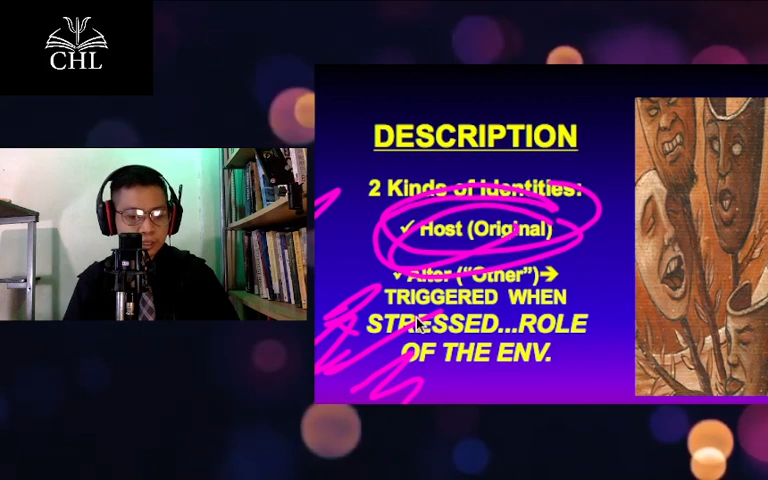 CHL
DESCRIPTION
2 Kinds of Identities:
✓ Host (Original)
✓ Alter ("Other")→
TRIGGERED WHEN
STRESSED...ROLE
OF THE ENV.